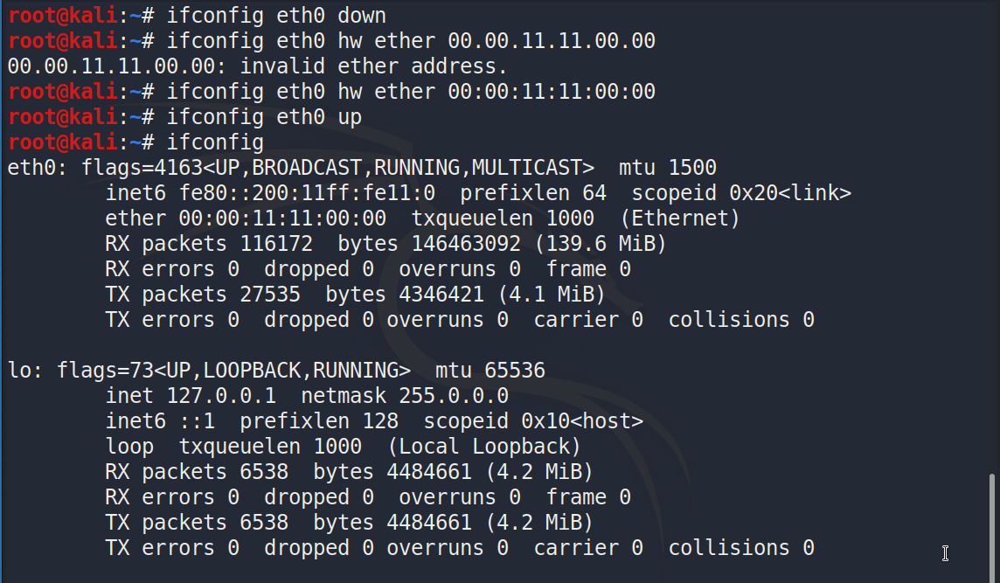 root@kali:~# ifconfig eth0 down
root@kali:~# ifconfig eth0 hw ether 00.00.11.11.00.00
00.00.11.11.00.00: invalid ether address.
root@kali:~# ifconfig eth0 hw ether 00:00:11:11:00:00
root@kali:~# ifconfig eth0 up
root@kali:~# ifconfig
eth0: flags=4163<UP,BROADCAST,RUNNING,MULTICAST>  mtu 1500
        inet6 fe80::200:11ff:fe11:0  prefixlen 64  scopeid 0x20<link>
        ether 00:00:11:11:00:00  txqueuelen 1000  (Ethernet)
        RX packets 116172  bytes 146463092 (139.6 MiB)
        RX errors 0  dropped 0  overruns 0  frame 0
        TX packets 27535  bytes 4346421 (4.1 MiB)
        TX errors 0  dropped 0 overruns 0  carrier 0  collisions 0

lo: flags=73<UP,LOOPBACK,RUNNING>  mtu 65536
        inet 127.0.0.1  netmask 255.0.0.0
        inet6 ::1  prefixlen 128  scopeid 0x10<host>
        loop  txqueuelen 1000  (Local Loopback)
        RX packets 6538  bytes 4484661 (4.2 MiB)
        RX errors 0  dropped 0  overruns 0  frame 0
        TX packets 6538  bytes 4484661 (4.2 MiB)
        TX errors 0  dropped 0 overruns 0  carrier 0  collisions 0